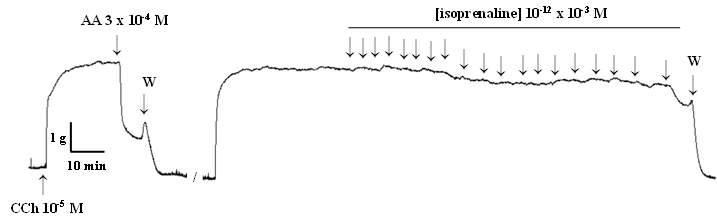 AA 3 x 10⁻⁴ M
[isoprenaline] 10⁻¹² x 10⁻³ M
W
W
1 g
10 min
/
CCh 10⁻⁵ M